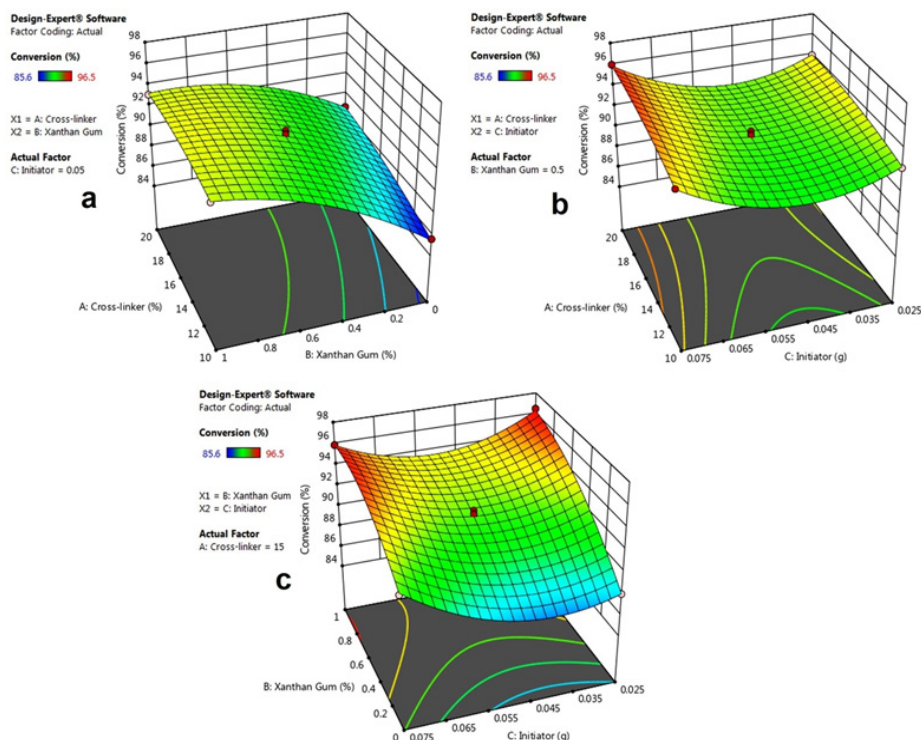 Design-Expert® Software
Factor Coding: Actual
Conversion (%)
85.6 96.5
X1 = A: Cross-linker
X2 = B: Xanthan Gum
Actual Factor
C: Initiator = 0.05
a
Conversion (%)
98
96
94
92
90
88
86
84
20
18
16
14
12
10
A: Cross-linker (%)
1
0.8
0.6
0.4
0.2
0
B: Xanthan Gum (%)
Design-Expert® Software
Factor Coding: Actual
Conversion (%)
85.6 96.5
X1 = A: Cross-linker
X2 = C: Initiator
Actual Factor
B: Xanthan Gum = 0.5
b
Conversion (%)
98
96
94
92
90
88
86
84
20
18
16
14
12
10
A: Cross-linker (%)
0.075
0.065
0.055
0.045
0.035
0.025
C: Initiator (g)
Design-Expert® Software
Factor Coding: Actual
Conversion (%)
85.6 96.5
X1 = B: Xanthan Gum
X2 = C: Initiator
Actual Factor
A: Cross-linker = 15
c
Conversion (%)
98
96
94
92
90
88
86
84
1
0.8
0.6
0.4
0.2
0
B: Xanthan Gum (%)
0.075
0.065
0.055
0.045
0.035
0.025
C: Initiator (g)